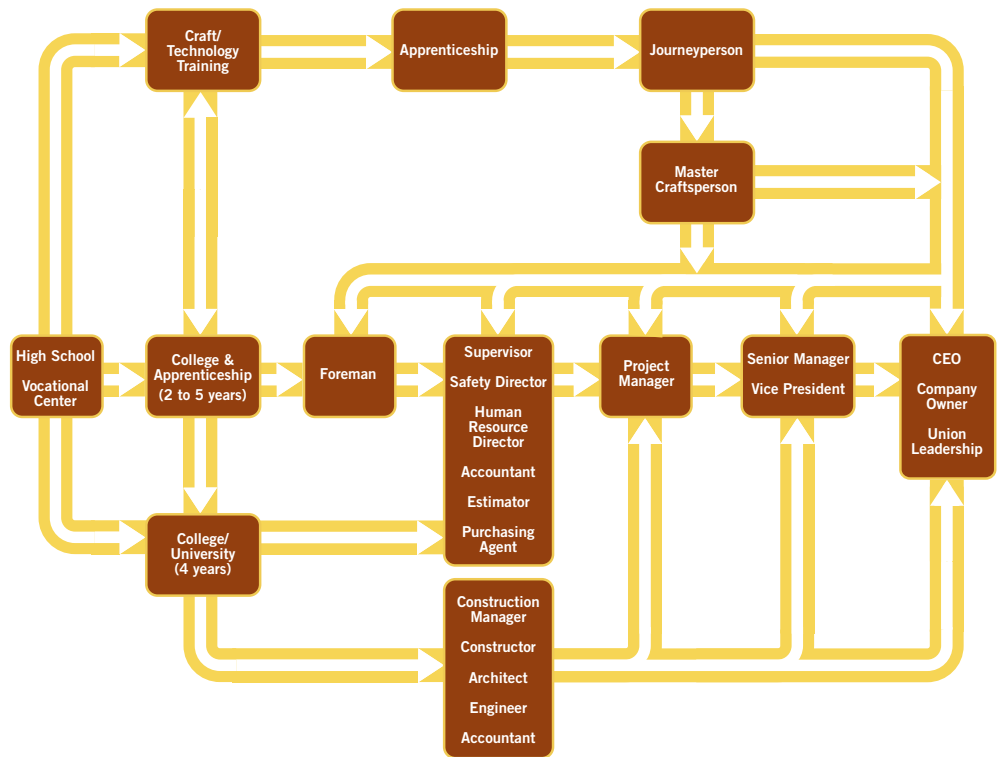 Craft/
Technology
Training
Apprenticeship
Journeyperson
Master
Craftsperson
High School
Vocational
Center
College &
Apprenticeship
(2 to 5 years)
Foreman
Supervisor
Safety Director
Human
Resource
Director
Accountant
Estimator
Purchasing
Agent
Project
Manager
Senior Manager
Vice President
CEO
Company
Owner
Union
Leadership
College/
University
(4 years)
Construction
Manager
Constructor
Architect
Engineer
Accountant